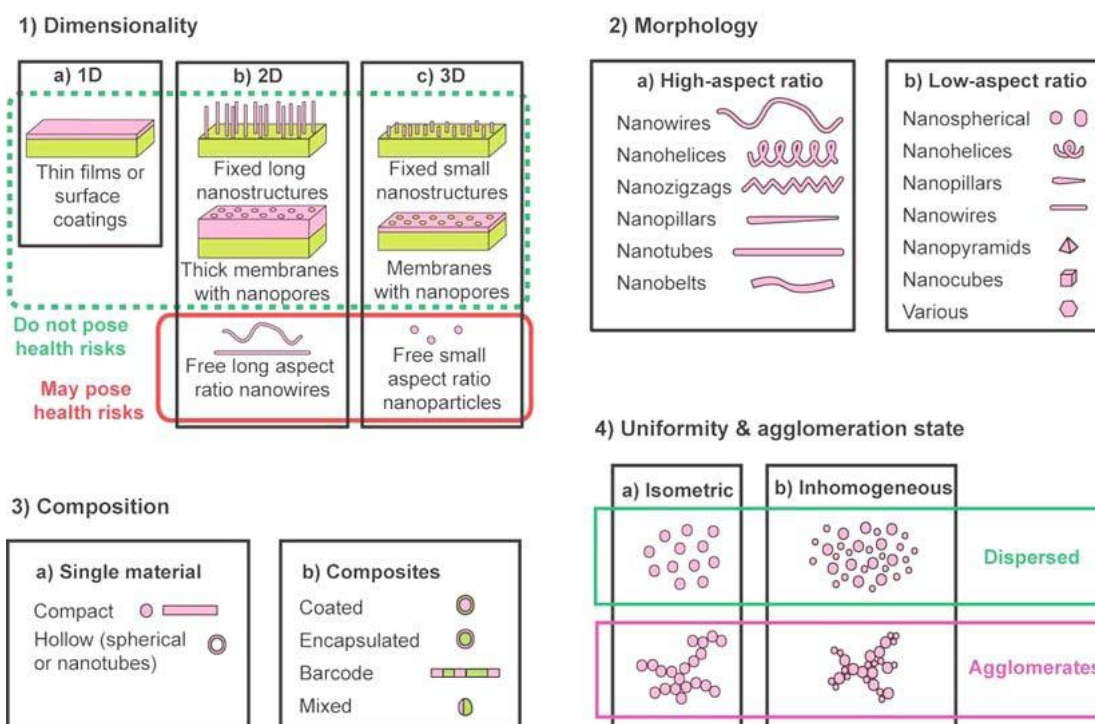 1) Dimensionality
a) 1D
b) 2D
c) 3D
Thin films or
surface
coatings
Fixed long
nanostructures
Thick membranes
with nanopores
Fixed small
nanostructures
Membranes
with nanopores
Do not pose
health risks
May pose
health risks
Free long aspect
ratio nanowires
Free small
aspect ratio
nanoparticles
2) Morphology
a) High-aspect ratio
Nanowires
Nanohelices
Nanozigzags
Nanopillars
Nanotubes
Nanobelts
b) Low-aspect ratio
Nanospherical
Nanohelices
Nanopillars
Nanowires
Nanopyramids
Nanocubes
Various
3) Composition
a) Single material
Compact
Hollow (spherical
or nanotubes)
b) Composites
Coated
Encapsulated
Barcode
Mixed
4) Uniformity & agglomeration state
a) Isometric
b) Inhomogeneous
Dispersed
Agglomerates